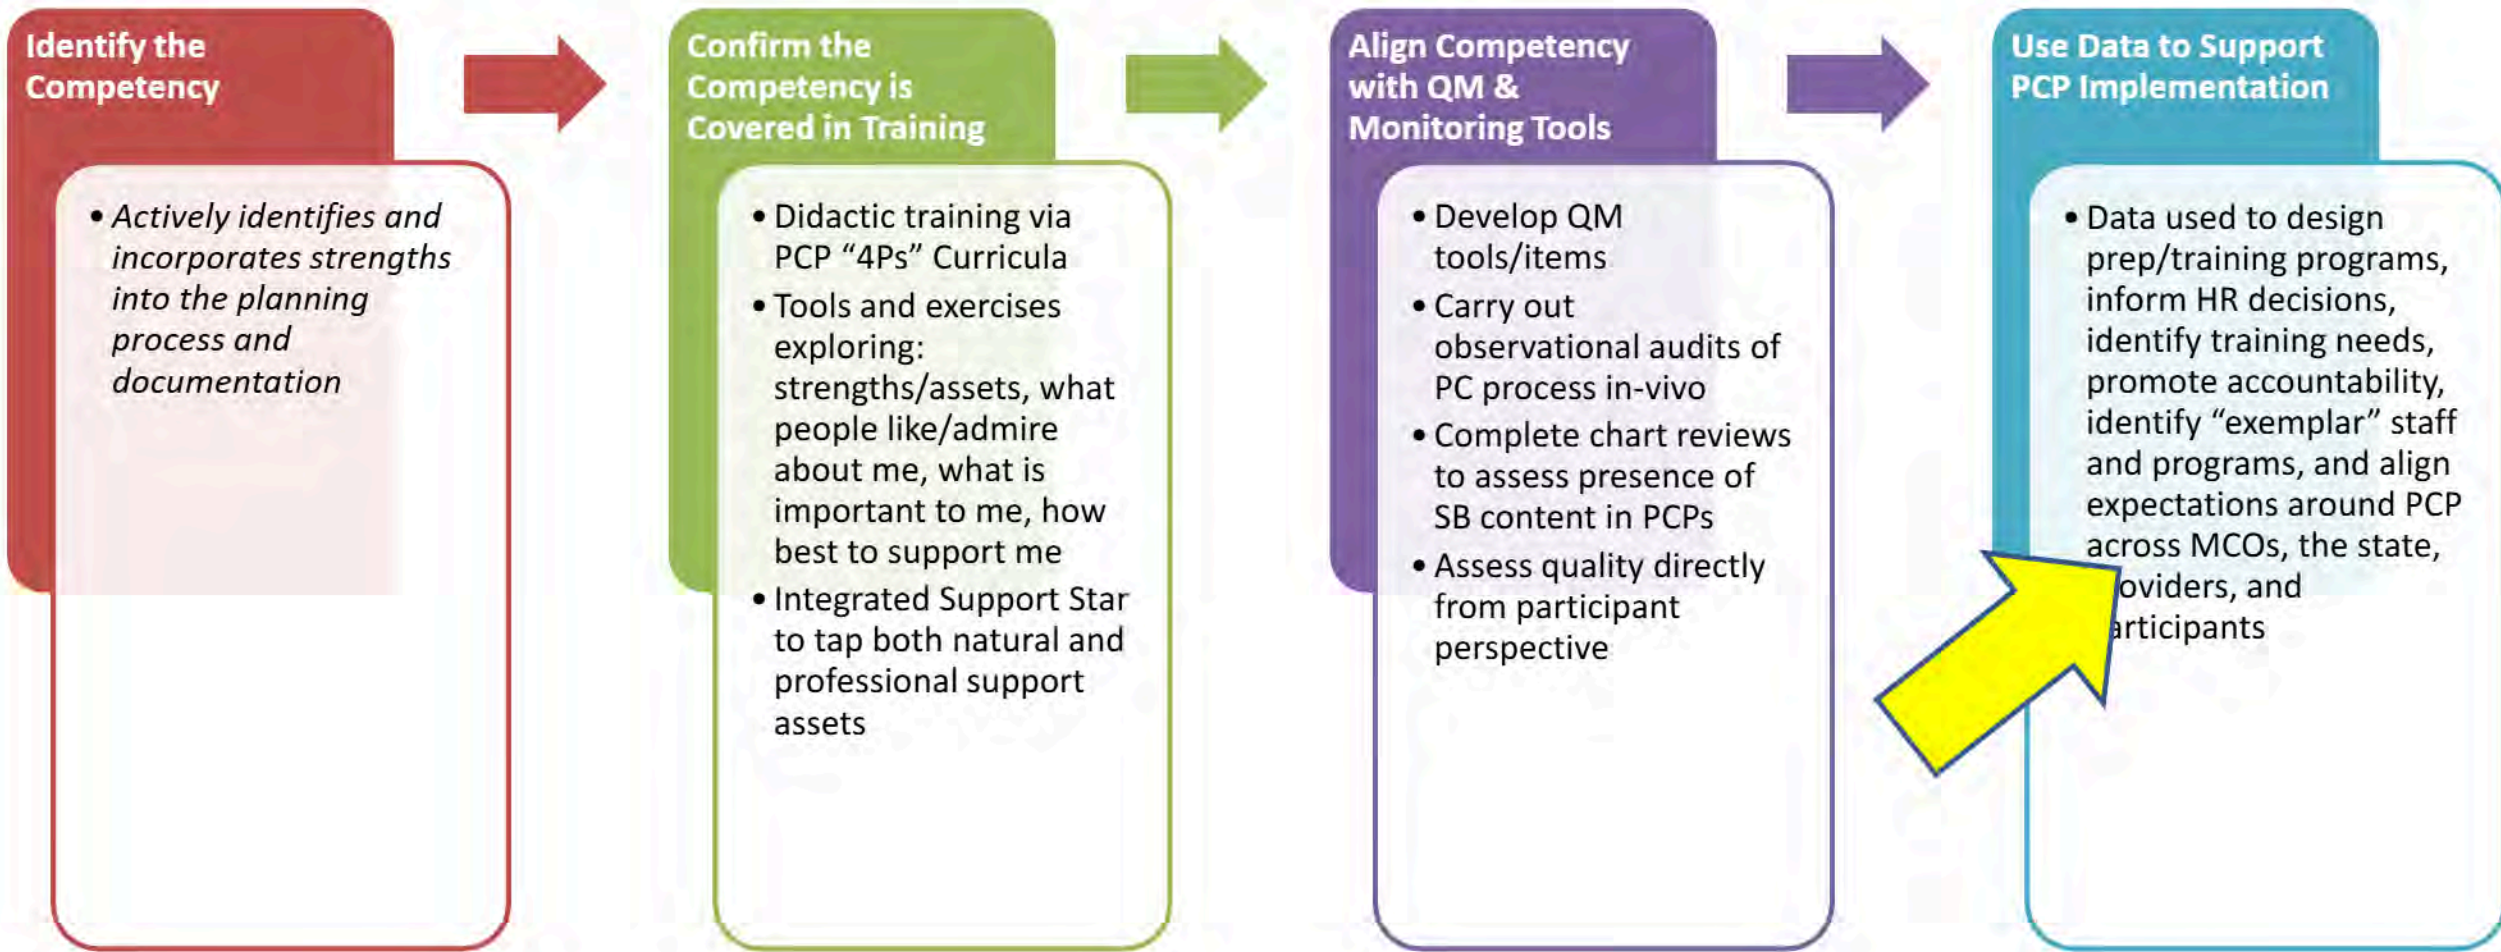 Identify the
Competency
• Actively identifies and
incorporates strengths
into the planning
process and
documentation
Confirm the
Competency is
Covered in Training
• Didactic training via
PCP “4Ps” Curricula
• Tools and exercises
exploring:
strengths/assets, what
people like/admire
about me, what is
important to me, how
best to support me
• Integrated Support Star
to tap both natural and
professional support
assets
Align Competency
with QM &
Monitoring Tools
• Develop QM
tools/items
• Carry out
observational audits of
PC process in-vivo
• Complete chart reviews
to assess presence of
SB content in PCPs
• Assess quality directly
from participant
perspective
Use Data to Support
PCP Implementation
• Data used to design
prep/training programs,
inform HR decisions,
identify training needs,
promote accountability,
identify “exemplar” staff
and programs, and align
expectations around PCP
across MCOs, the state,
oviders, and
articipants